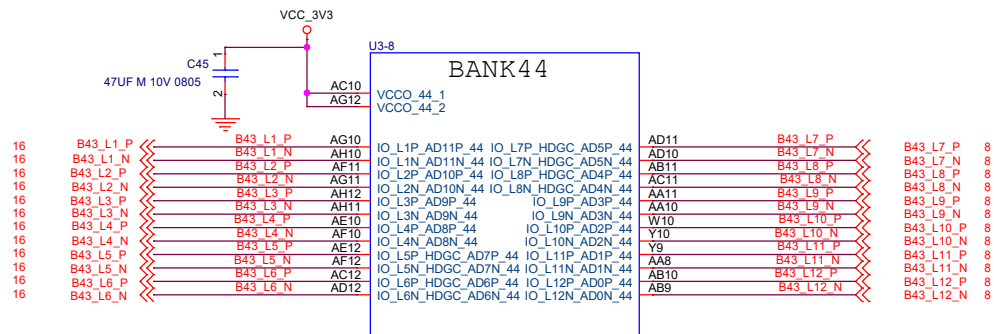 VCC_3V3
U3-8
1
C45
47UF M 10V 0805
2
BANK44
AC10 VCCO_44_1
AG12 VCCO_44_2
16 B43_L1_P B43_L1_P AG10 IO_L1P_AD11P_44 IO_L7P_HDGC_AD5P_44 AD11 B43_L7_P B43_L7_P 8
16 B43_L1_N B43_L1_N AH10 IO_L1N_AD11N_44 IO_L7N_HDGC_AD5N_44 AD10 B43_L7_N B43_L7_N 8
16 B43_L2_P B43_L2_P AF11 IO_L2P_AD10P_44 IO_L8P_HDGC_AD4P_44 AB11 B43_L8_P B43_L8_P 8
16 B43_L2_N B43_L2_N AG11 IO_L2N_AD10N_44 IO_L8N_HDGC_AD4N_44 AC11 B43_L8_N B43_L8_N 8
16 B43_L3_P B43_L3_P AH12 IO_L3P_AD9P_44 IO_L9P_AD3P_44 AA11 B43_L9_P B43_L9_P 8
16 B43_L3_N B43_L3_N AH11 IO_L3N_AD9N_44 IO_L9N_AD3N_44 AA10 B43_L9_N B43_L9_N 8
16 B43_L4_P B43_L4_P AE10 IO_L4P_AD8P_44 IO_L10P_AD2P_44 W10 B43_L10_P B43_L10_P 8
16 B43_L4_N B43_L4_N AF10 IO_L4N_AD8N_44 IO_L10N_AD2N_44 Y10 B43_L10_N B43_L10_N 8
16 B43_L5_P B43_L5_P AE12 IO_L5P_HDGC_AD7P_44 IO_L11P_AD1P_44 Y9 B43_L11_P B43_L11_P 8
16 B43_L5_N B43_L5_N AF12 IO_L5N_HDGC_AD7N_44 IO_L11N_AD1N_44 AA8 B43_L11_N B43_L11_N 8
16 B43_L6_P B43_L6_P AC12 IO_L6P_HDGC_AD6P_44 IO_L12P_AD0P_44 AB10 B43_L12_P B43_L12_P 8
16 B43_L6_N B43_L6_N AD12 IO_L6N_HDGC_AD6N_44 IO_L12N_AD0N_44 AB9 B43_L12_N B43_L12_N 8